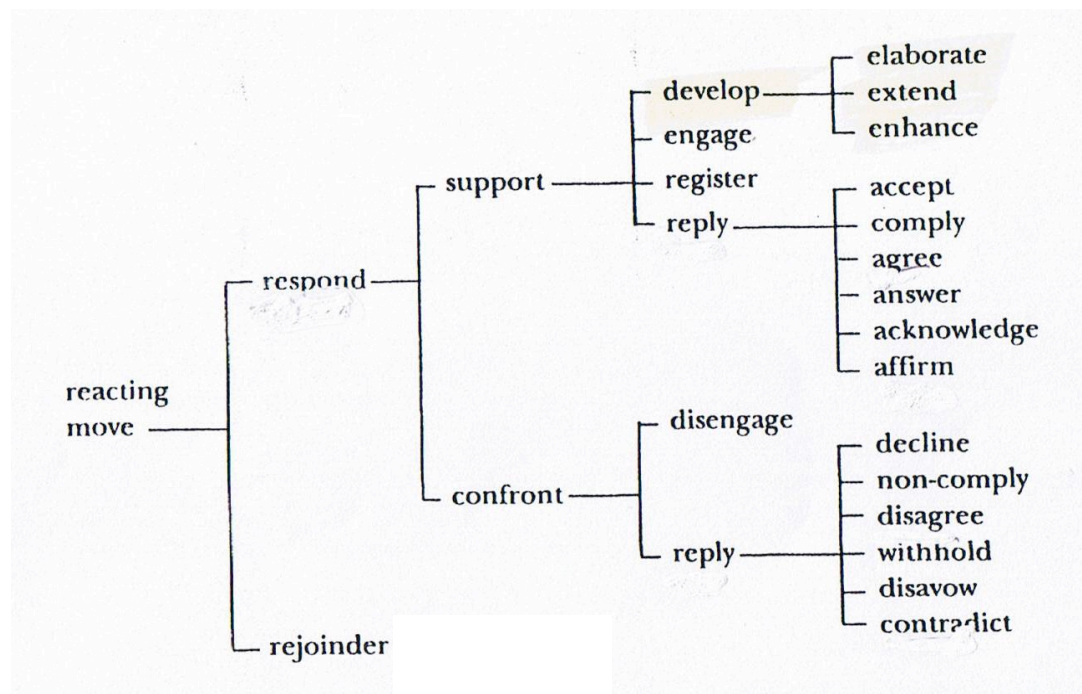 elaborate
develop
extend
enhance
engage
support
register
accept
reply
comply
agree
answer
acknowledge
affirm
respond
reacting
move
disengage
decline
non-comply
confront
disagree
reply
withhold
disavow
contradict
rejoinder